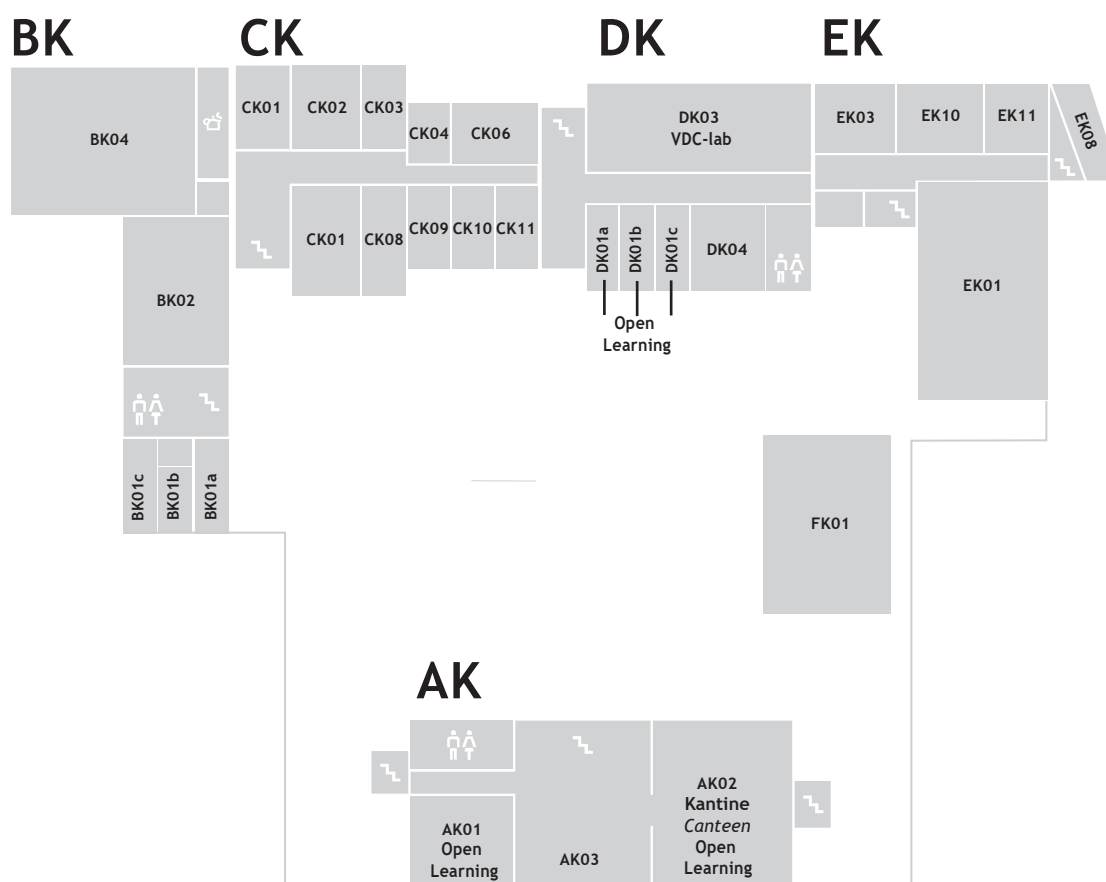 BK
CK
DK
EK
BK04
CK01
CK02
CK03
CK04
CK06
DK03
VDC-lab
EK03
EK10
EK11
EK08
BK02
CK01
CK08
CK09
CK10
CK11
DK01a
DK01b
DK01c
DK04
EK01
Open
Learning
BK01c
BK01b
BK01a
FK01
AK
AK01
Open
Learning
AK03
AK02
Kantine
Canteen
Open
Learning